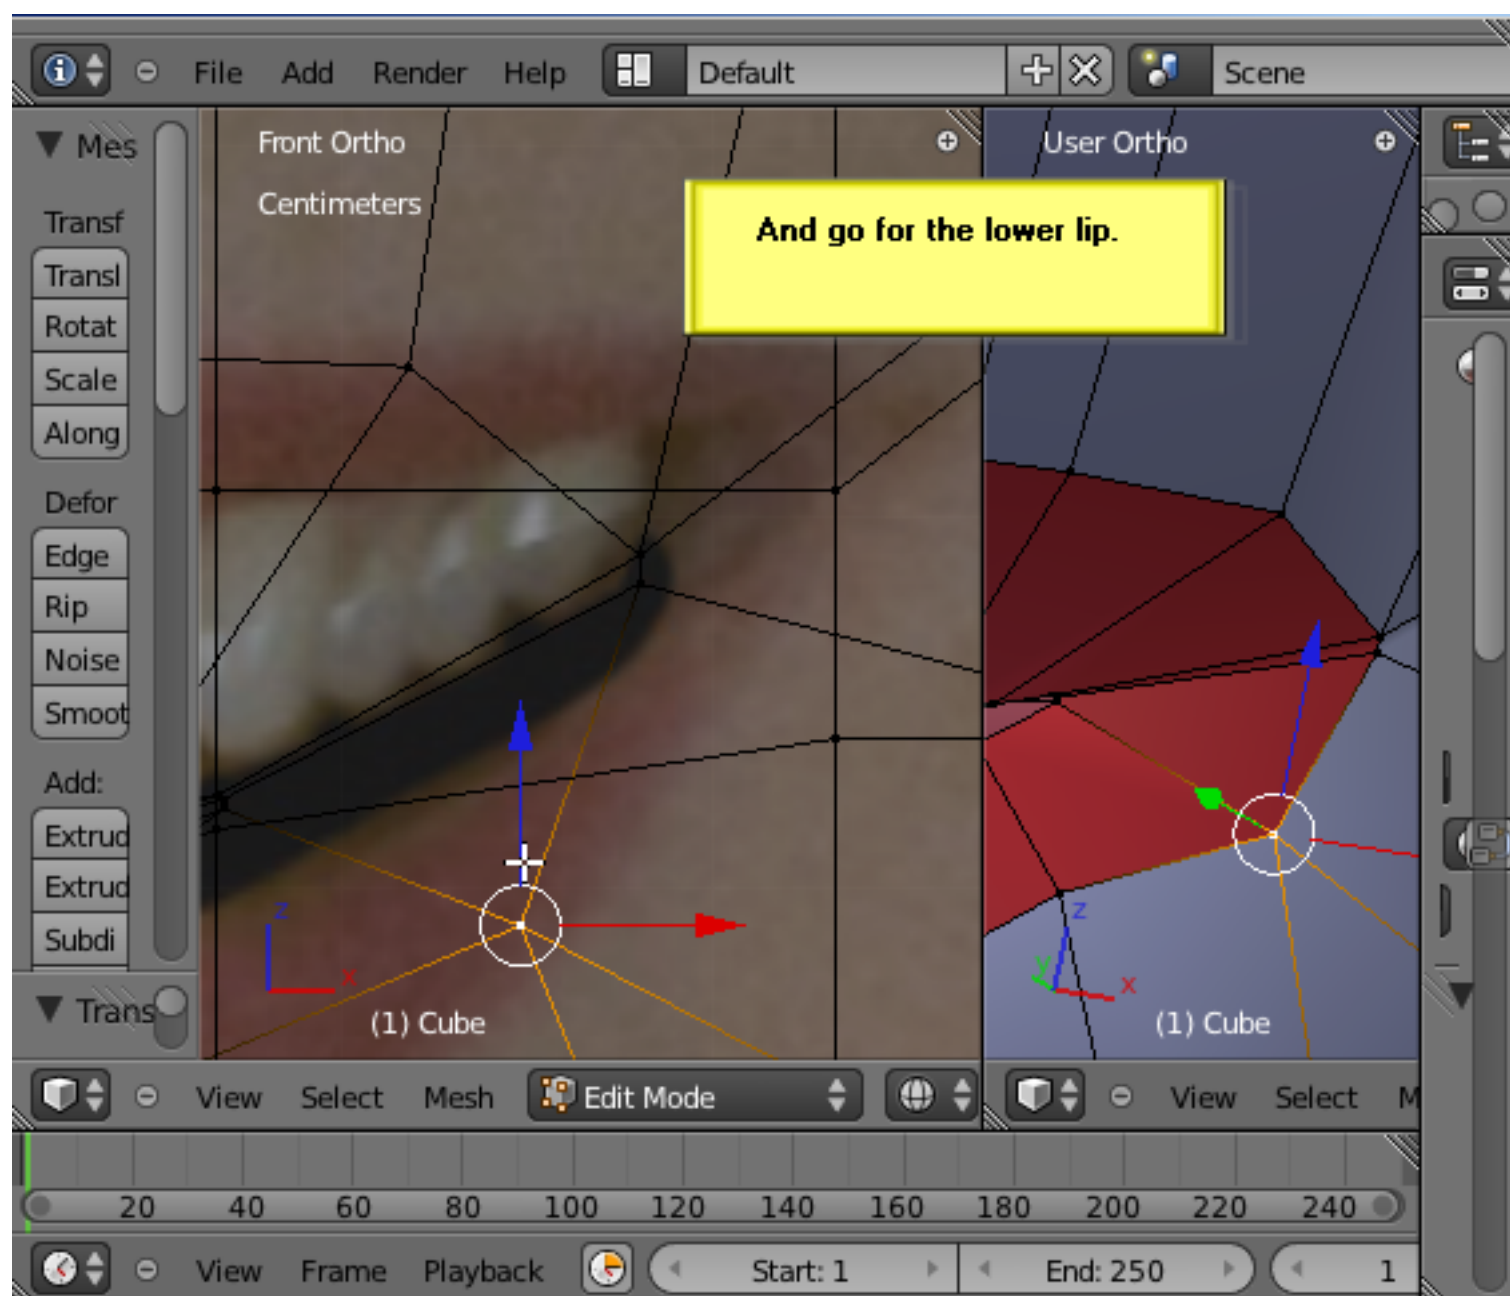 File Add Render Help Default Scene
Mes
Front Ortho
User Ortho
Centimeters
And go for the lower lip.
Transf
Transl
Rotat
Scale
Along
Defor
Edge
Rip
Noise
Smoot
Add:
Extrud
Extrud
Subdi
Trans
z
x
(1) Cube
z
y
x
(1) Cube
View Select Mesh Edit Mode
View Select M
20 40 60 80 100 120 140 160 180 200 220 240
View Frame Playback Start: 1 End: 250 1